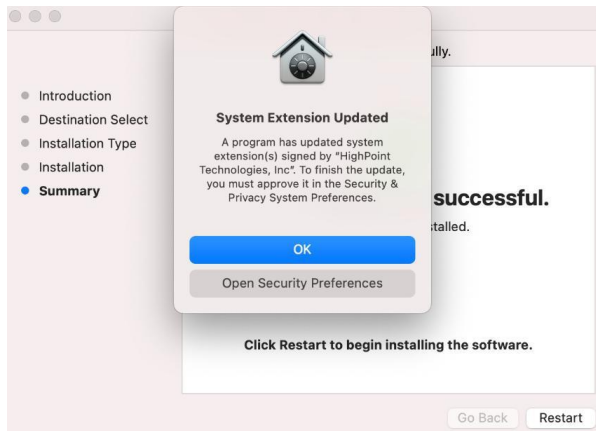 ully.
Introduction
Destination Select
Installation Type
Installation
Summary
System Extension Updated
A program has updated system
extension(s) signed by "HighPoint
Technologies, Inc". To finish the update,
you must approve it in the Security &
Privacy System Preferences.
OK
Open Security Preferences
successful.
stalled.
Click Restart to begin installing the software.
Go Back
Restart